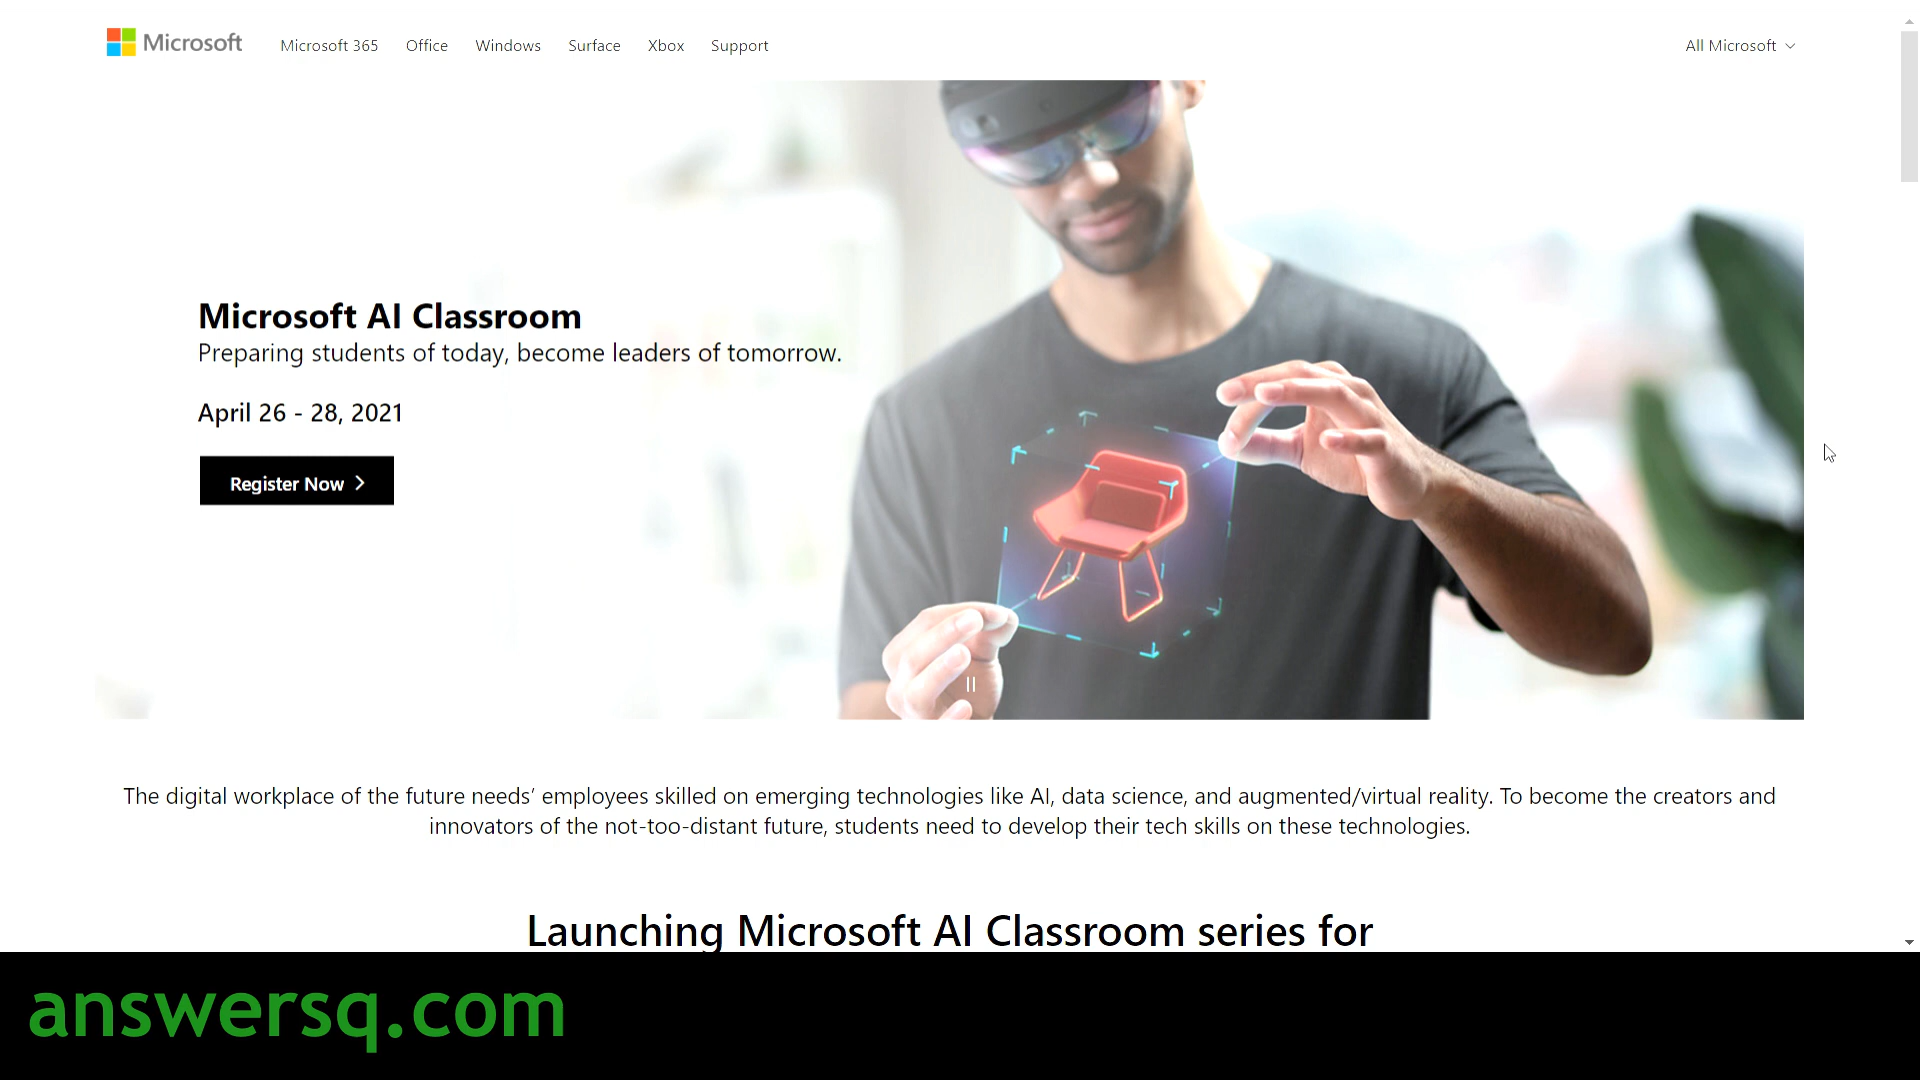 Microsoft
Microsoft 365 Office Windows Surface Xbox Support
All Microsoft
Microsoft AI Classroom
Preparing students of today, become leaders of tomorrow.
April 26 - 28, 2021
Register Now
The digital workplace of the future needs’ employees skilled on emerging technologies like AI, data science, and augmented/virtual reality. To become the creators and
innovators of the not-too-distant future, students need to develop their tech skills on these technologies.
Launching Microsoft AI Classroom series for
answersq.com